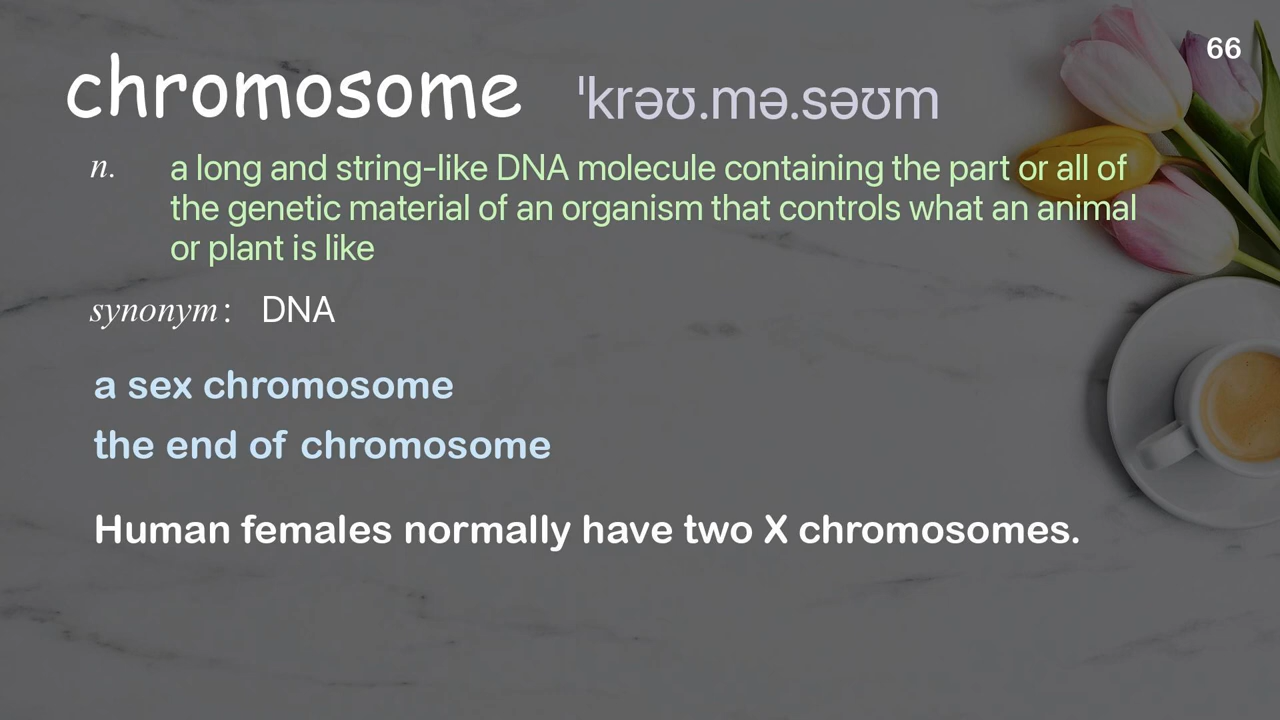 66
chromosome ˈkrəʊ.mə.səʊm
n. a long and string-like DNA molecule containing the part or all of
the genetic material of an organism that controls what an animal
or plant is like
synonym: DNA
a sex chromosome
the end of chromosome
Human females normally have two X chromosomes.